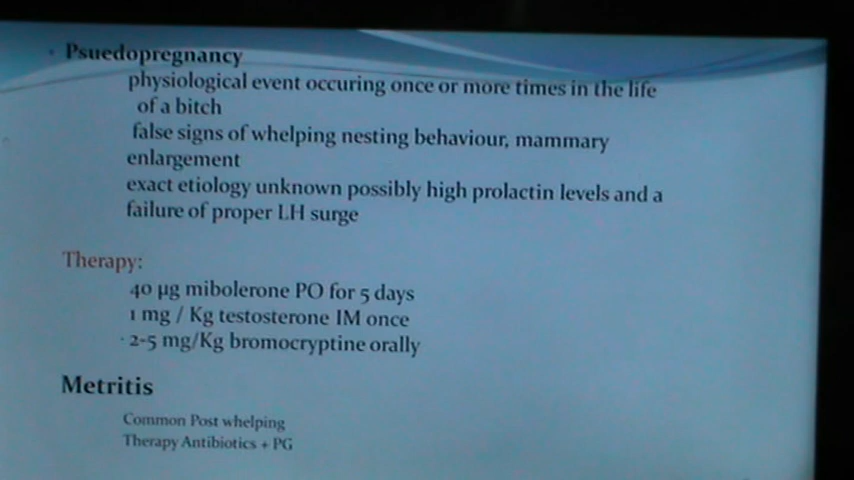 Psuedopregnancy
physiological event occuring once or more times in the life
of a bitch
false signs of whelping nesting behaviour, mammary
enlargement
exact etiology unknown possibly high prolactin levels and a
failure of proper LH surge
Therapy:
40 µg mibolerone PO for 5 days
1 mg / Kg testosterone IM once
2-5 mg/Kg bromocryptine orally
Metritis
Common Post whelping
Therapy Antibiotics + PG